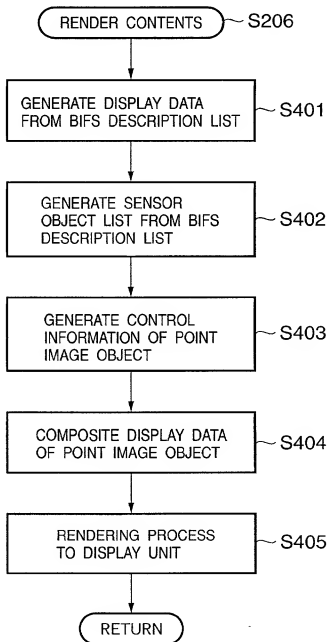 RENDER CONTENTS
S206
GENERATE DISPLAY DATA
FROM BIFS DESCRIPTION LIST
S401
GENERATE SENSOR
OBJECT LIST FROM BIFS
DESCRIPTION LIST
S402
GENERATE CONTROL
INFORMATION OF POINT
IMAGE OBJECT
S403
COMPOSITE DISPLAY DATA
OF POINT IMAGE OBJECT
S404
RENDERING PROCESS
TO DISPLAY UNIT
S405
RETURN